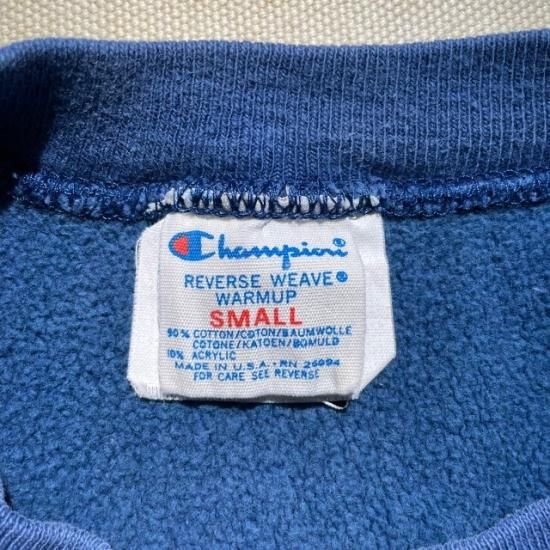 Champion
REVERSE WEAVE®
WARMUP
SMALL
90% COTTON/COTON/BAUMWOLLE
COTONE/KATOEN/BOMULD
10% ACRYLIC
MADE IN U.S.A. - RN 26094
FOR CARE SEE REVERSE